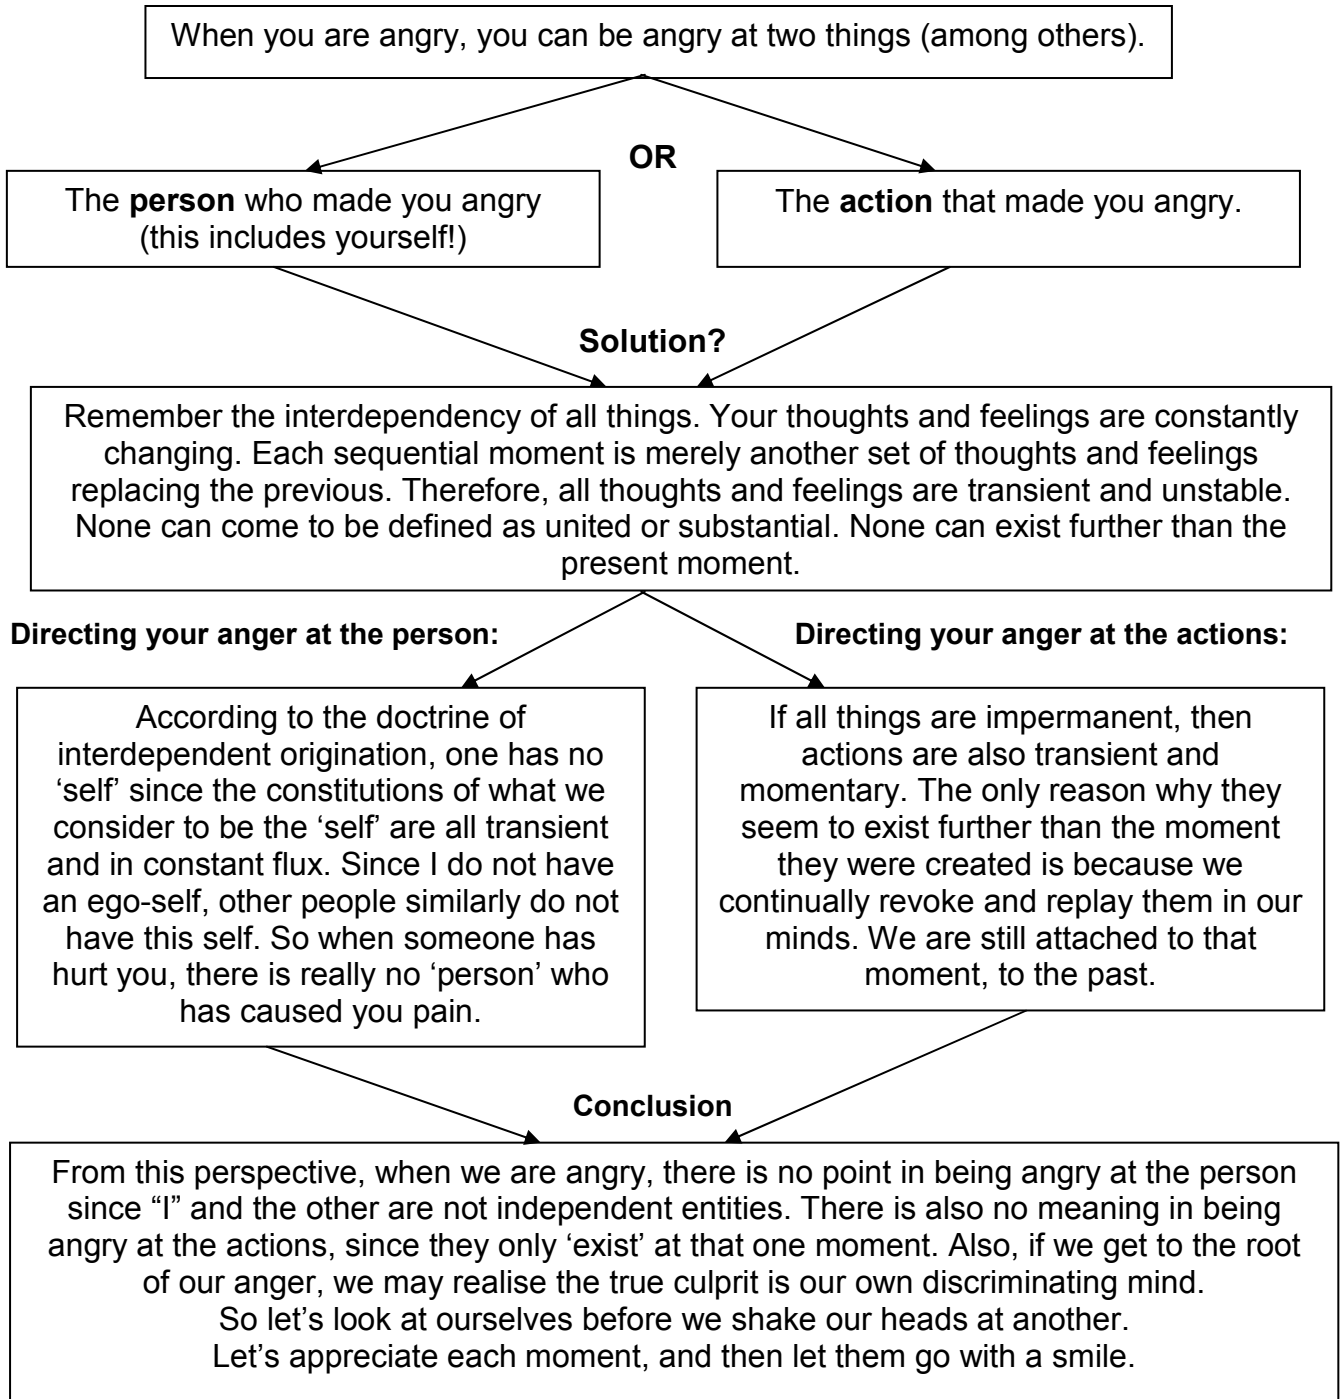 When you are angry, you can be angry at two things (among others).
OR
The person who made you angry
(this includes yourself!)
The action that made you angry.
Solution?
Remember the interdependency of all things. Your thoughts and feelings are constantly
changing. Each sequential moment is merely another set of thoughts and feelings
replacing the previous. Therefore, all thoughts and feelings are transient and unstable.
None can come to be defined as united or substantial. None can exist further than the
present moment.
Directing your anger at the person:
According to the doctrine of
interdependent origination, one has no
‘self’ since the constitutions of what we
consider to be the ‘self’ are all transient
and in constant flux. Since I do not have
an ego-self, other people similarly do not
have this self. So when someone has
hurt you, there is really no ‘person’ who
has caused you pain.
Directing your anger at the actions:
If all things are impermanent, then
actions are also transient and
momentary. The only reason why they
seem to exist further than the moment
they were created is because we
continually revoke and replay them in our
minds. We are still attached to that
moment, to the past.
Conclusion
From this perspective, when we are angry, there is no point in being angry at the person
since “I” and the other are not independent entities. There is also no meaning in being
angry at the actions, since they only ‘exist’ at that one moment. Also, if we get to the root
of our anger, we may realise the true culprit is our own discriminating mind.
So let’s look at ourselves before we shake our heads at another.
Let’s appreciate each moment, and then let them go with a smile.